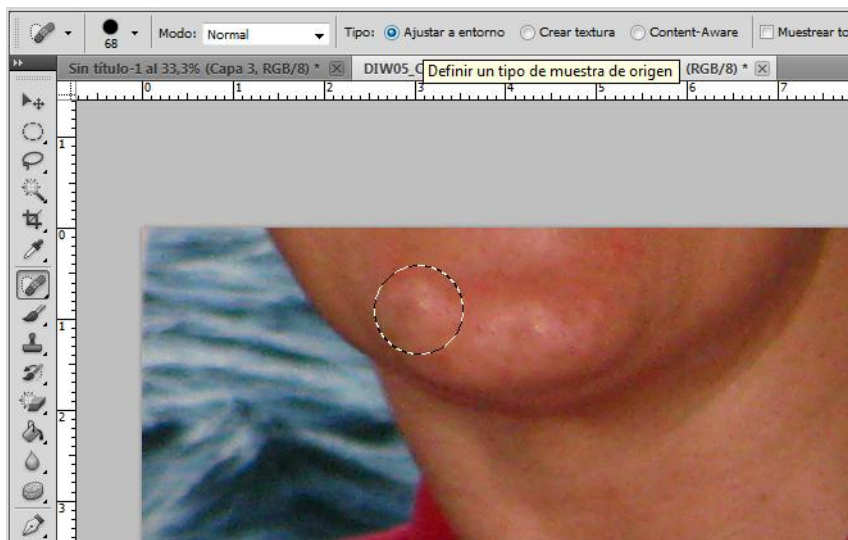 Modo: Normal Tipo: Ajustar a entorno Crear textura Content-Aware Muestrear to
68
Sin título-1 al 33,3% (Capa 3, RGB/8) * DIW05_ (RGB/8) *
Definir un tipo de muestra de origen
0 1 2 3 4 5 6 7
1
0
1
2
3